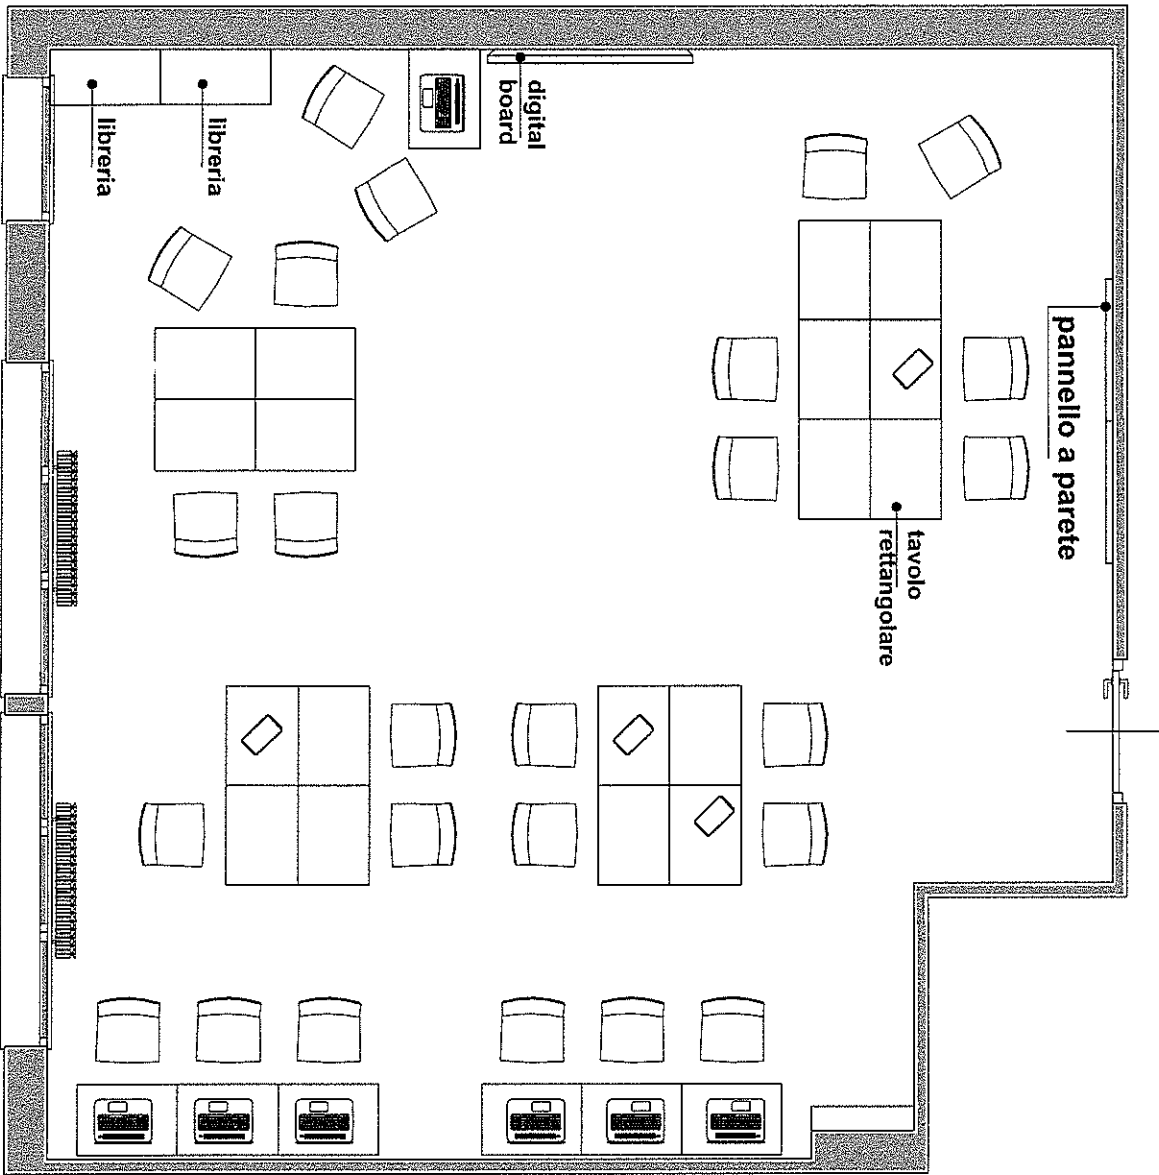 digital
board
libreria
libreria
pannello a parete
tavolo
rettangolare